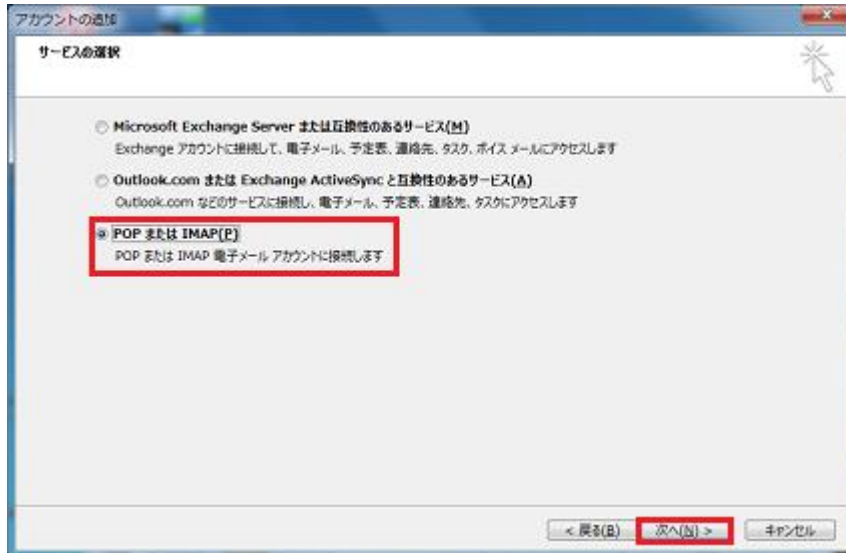 アカウントの追加
サービスの選択
Microsoft Exchange Server または互換性のあるサービス(M)
Exchange アカウントに接続して、電子メール、予定表、連絡先、タスク、ボイス メールにアクセスします
Outlook.com または Exchange ActiveSync と互換性のあるサービス(A)
Outlook.com などのサービスに接続し、電子メール、予定表、連絡先、タスクにアクセスします
POP または IMAP(P)
POP または IMAP 電子メール アカウントに接続します
< 戻る(B) 次へ(N) > キャンセル